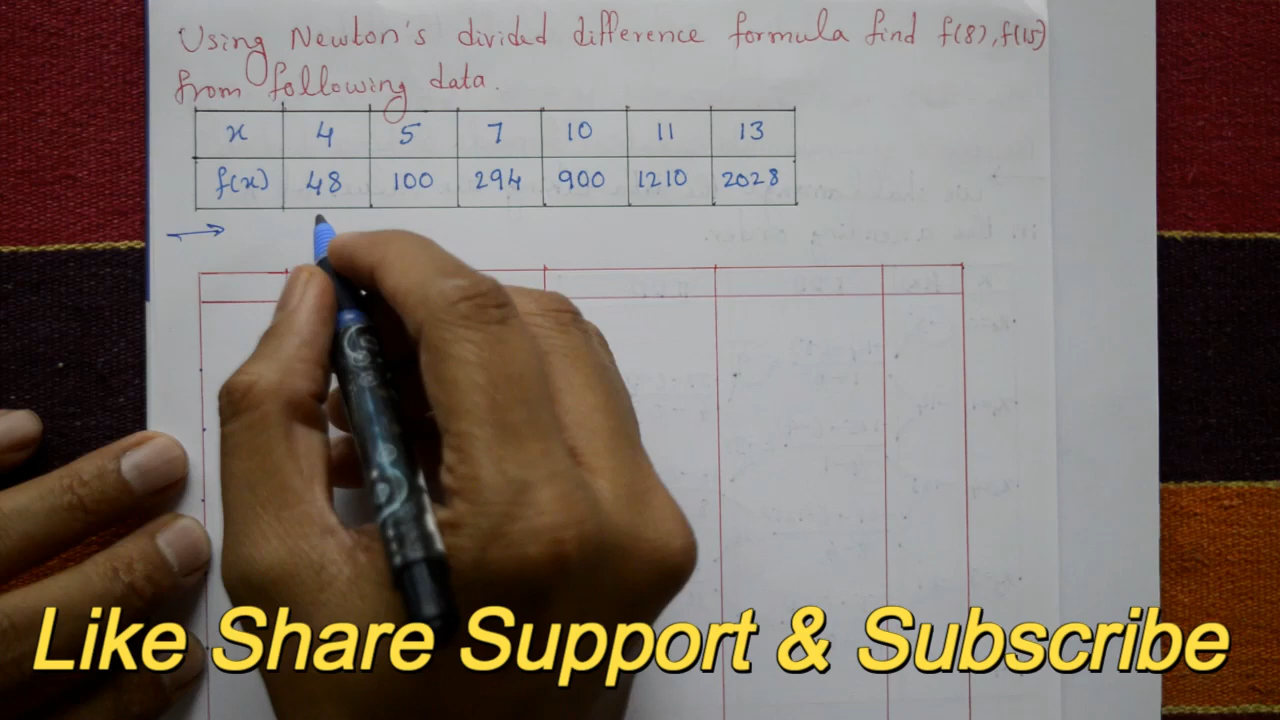 Using Newton's divided difference formula find f(8), f(15)
from following data.
x 4 5 7 10 11 13
f(x) 48 100 294 900 1210 2028
Like Share Support & Subscribe